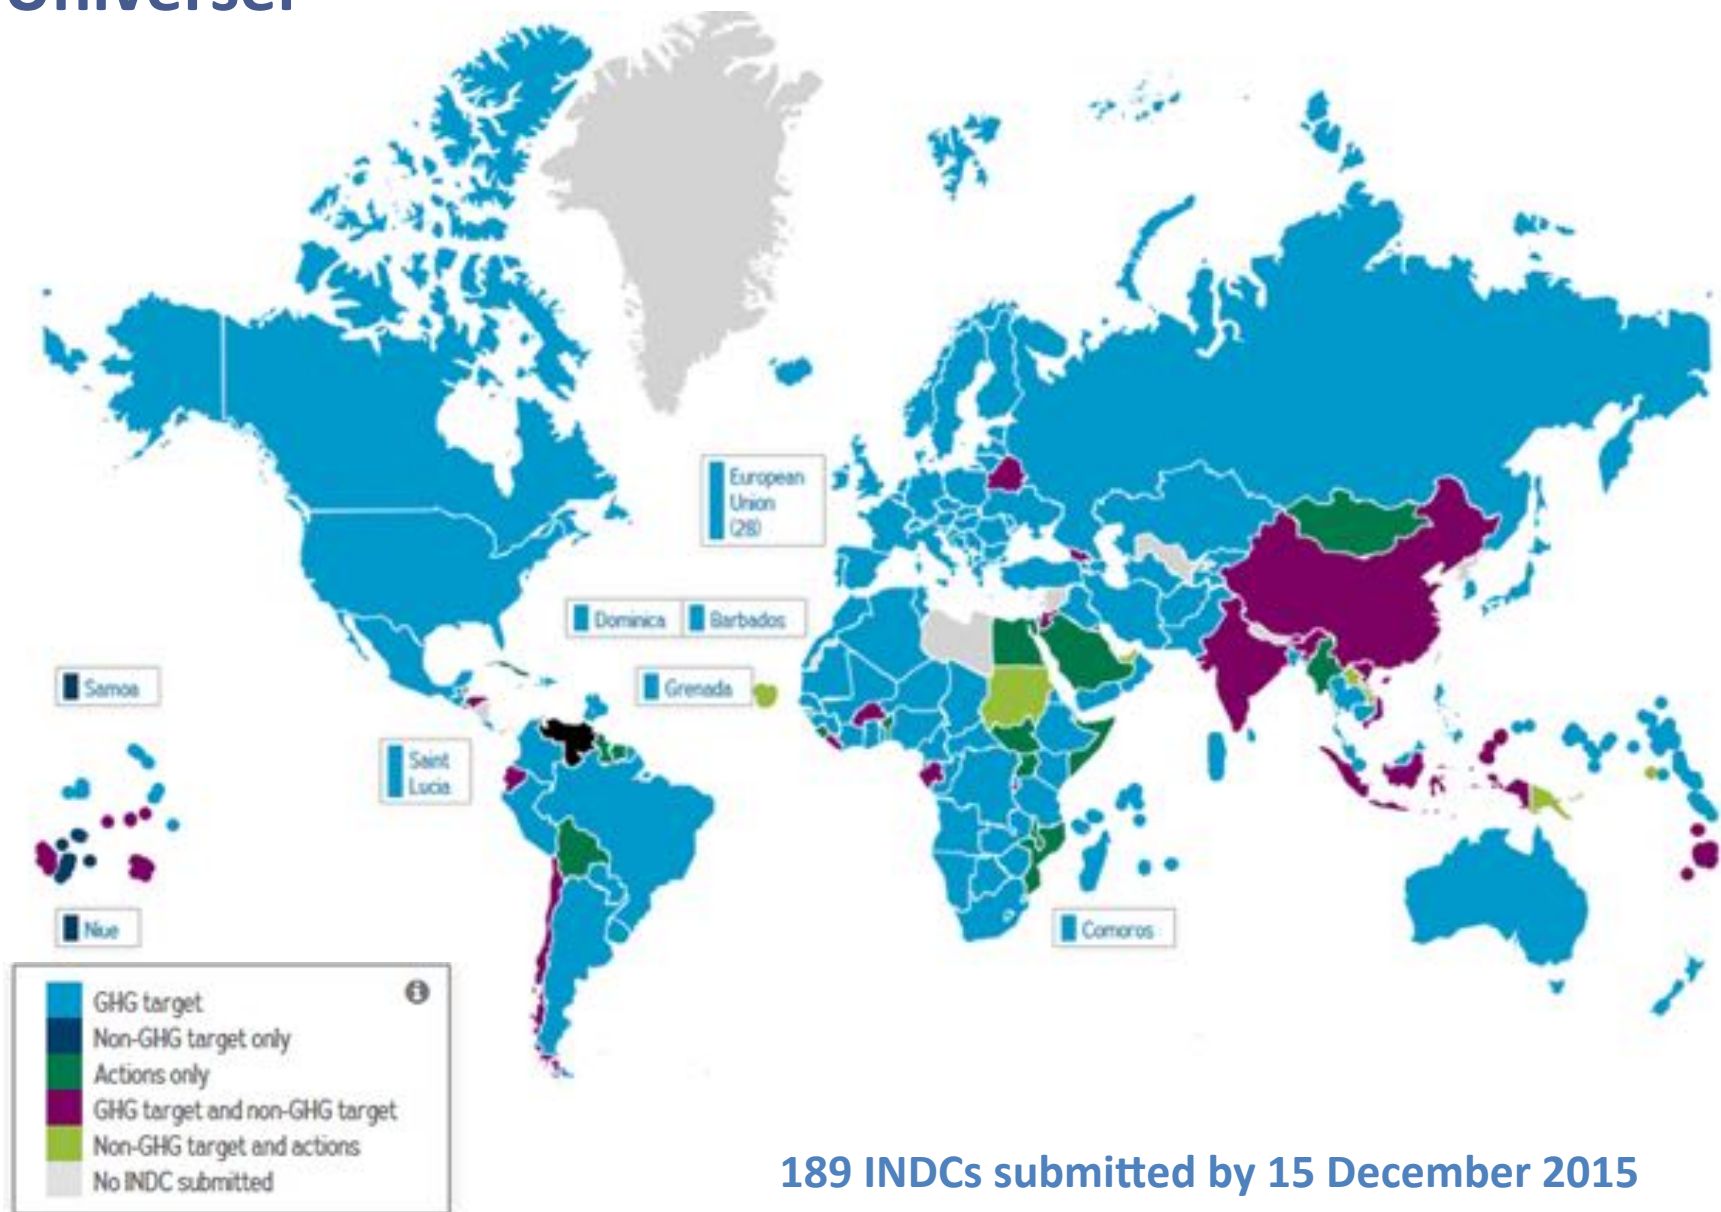 European
Union
(28)
Dominica
Barbados
Samoa
Grenada
Saint
Lucia
Niue
Comoros
GHG target
Non-GHG target only
Actions only
GHG target and non-GHG target
Non-GHG target and actions
No INDC submitted
189 INDCs submitted by 15 December 2015